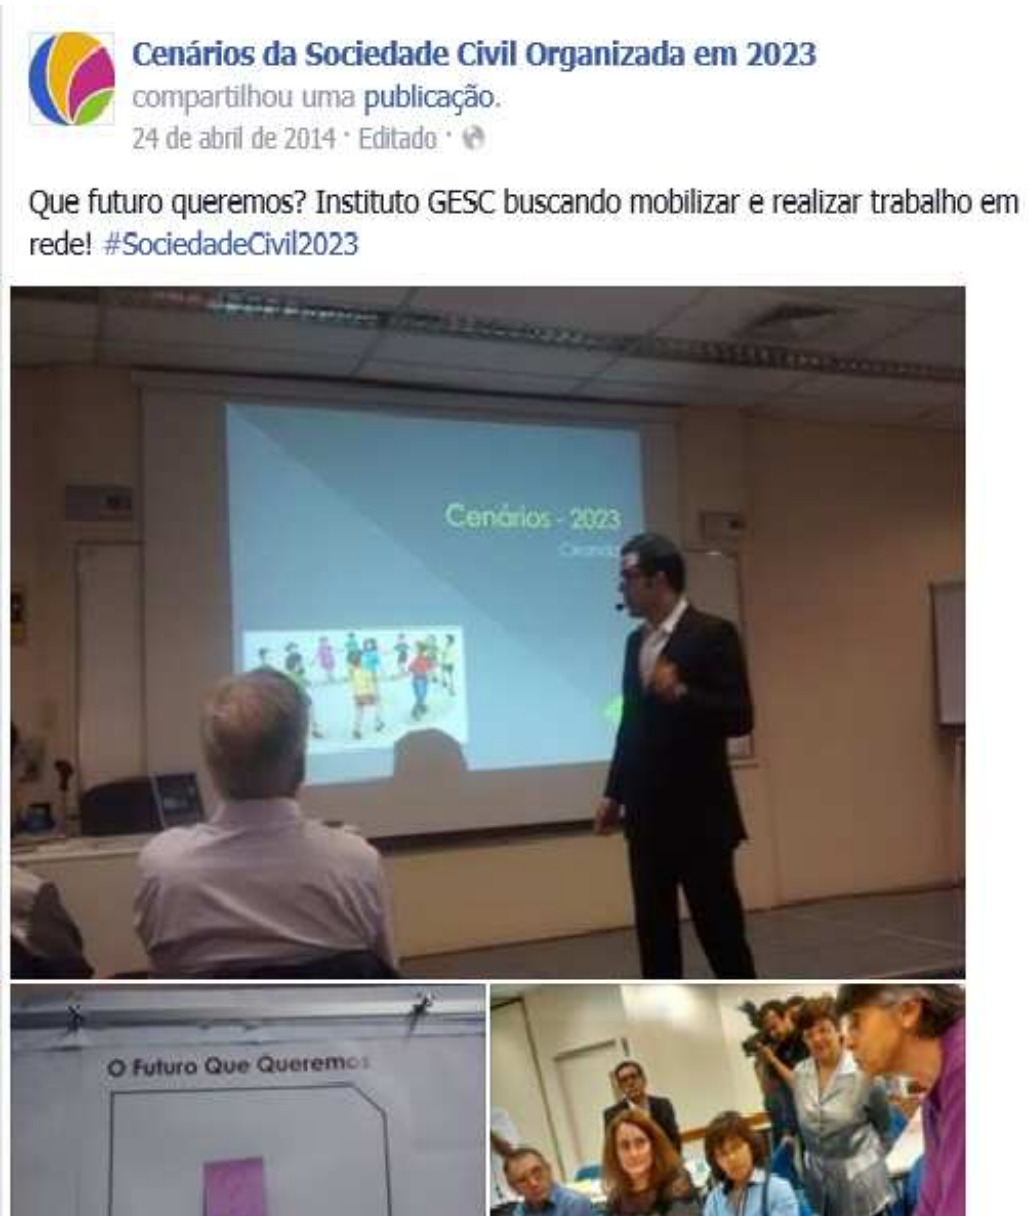 Cenários da Sociedade Civil Organizada em 2023
compartilhou uma publicação.
24 de abril de 2014 · Editado ·
Que futuro queremos? Instituto GESC buscando mobilizar e realizar trabalho em
rede! #SociedadeCivil2023
Cenários - 2023
O Futuro Que Queremos